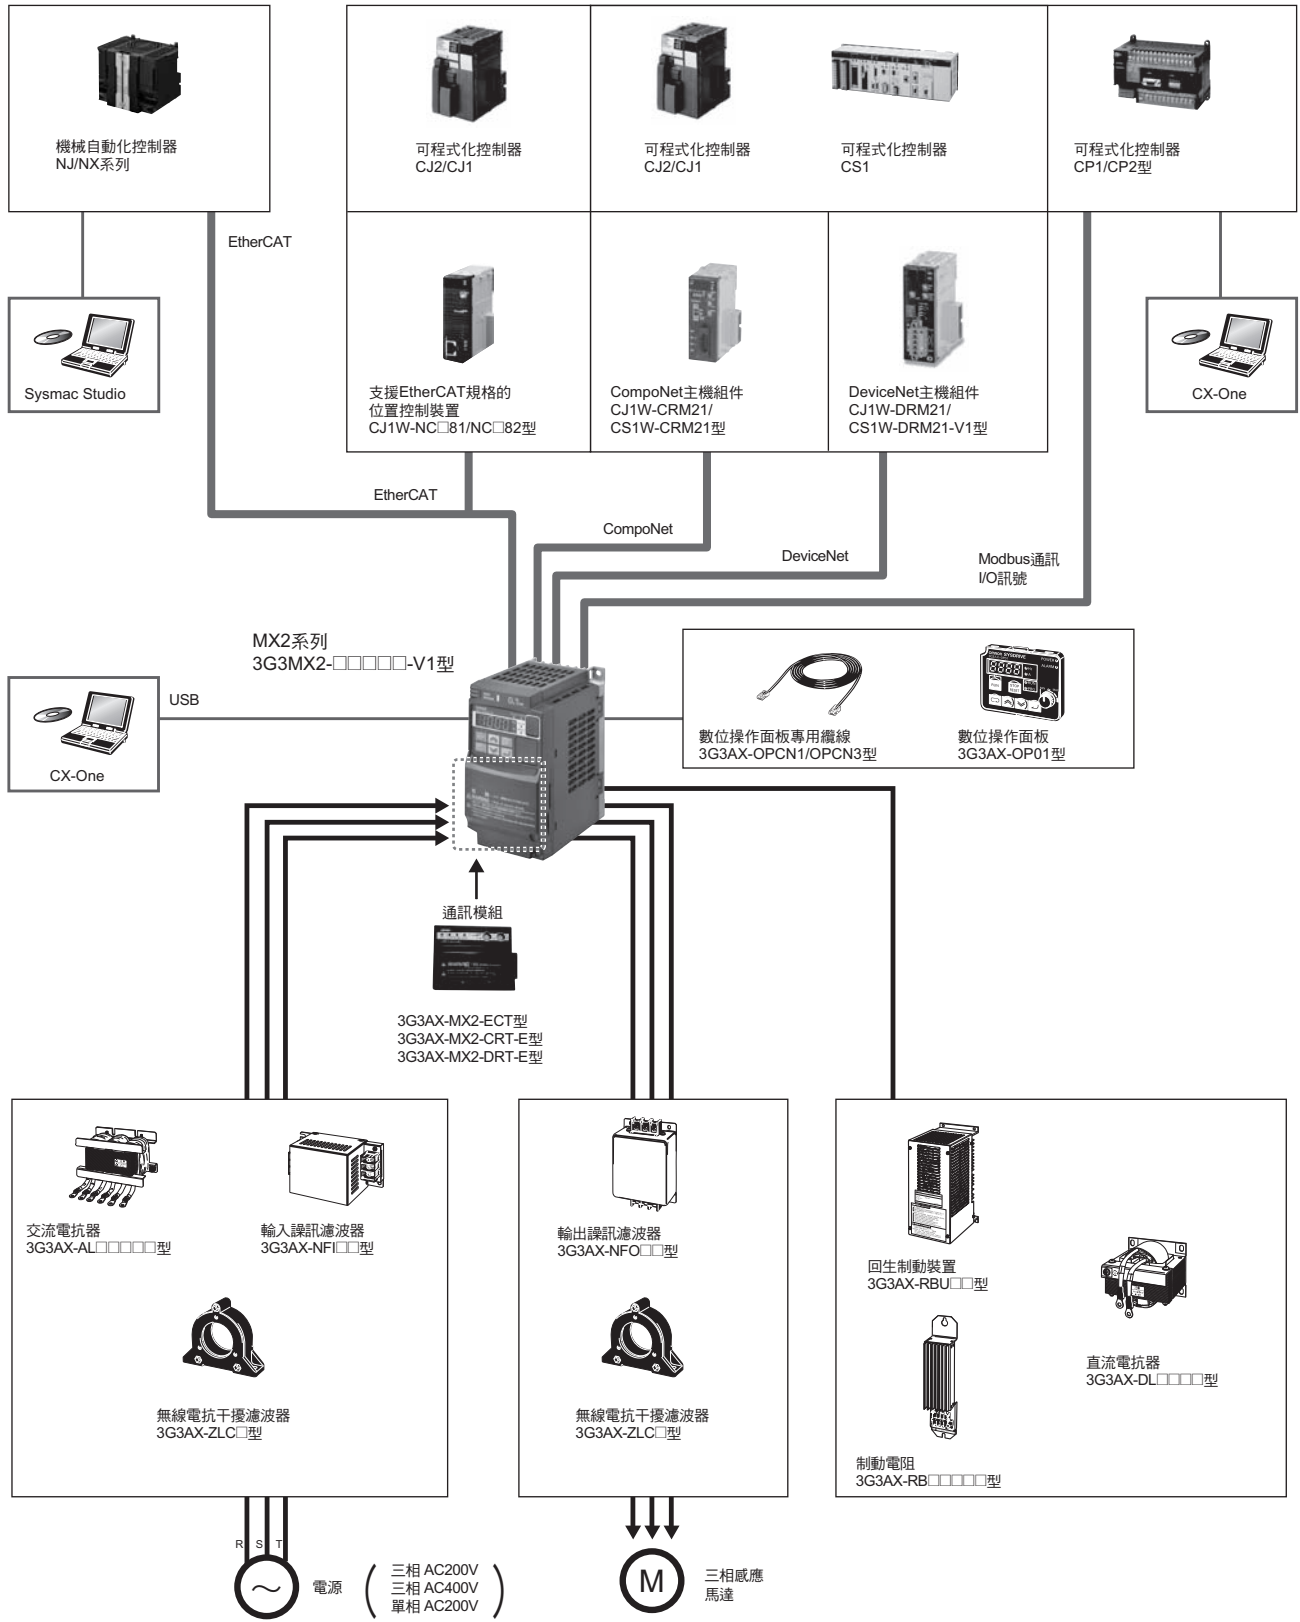 機械自動化控制器
NJ/NX系列
可程式化控制器
CJ2/CJ1
可程式化控制器
CJ2/CJ1
可程式化控制器
CS1
可程式化控制器
CP1/CP2型
EtherCAT
Sysmac Studio
支援EtherCAT規格的
位置控制裝置
CJ1W-NC□81/NC□82型
CompoNet主機組件
CJ1W-CRM21/
CS1W-CRM21型
DeviceNet主機組件
CJ1W-DRM21/
CS1W-DRM21-V1型
CX-One
EtherCAT
CompoNet
DeviceNet
Modbus通訊
I/O訊號
MX2系列
3G3MX2-□□□□□-V1型
USB
CX-One
數位操作面板專用纜線
3G3AX-OPCN1/OPCN3型
數位操作面板
3G3AX-OP01型
通訊模組
3G3AX-MX2-ECT型
3G3AX-MX2-CRT-E型
3G3AX-MX2-DRT-E型
交流電抗器
3G3AX-AL□□□□□型
輸入譟訊濾波器
3G3AX-NFI□□型
無線電抗干擾濾波器
3G3AX-ZLC□型
輸出譟訊濾波器
3G3AX-NFO□□型
無線電抗干擾濾波器
3G3AX-ZLC□型
回生制動裝置
3G3AX-RBU□□型
直流電抗器
3G3AX-DL□□□□型
制動電阻
3G3AX-RB□□□□□型
R S T
電源
三相 AC200V
三相 AC400V
單相 AC200V
M
三相感應
馬達